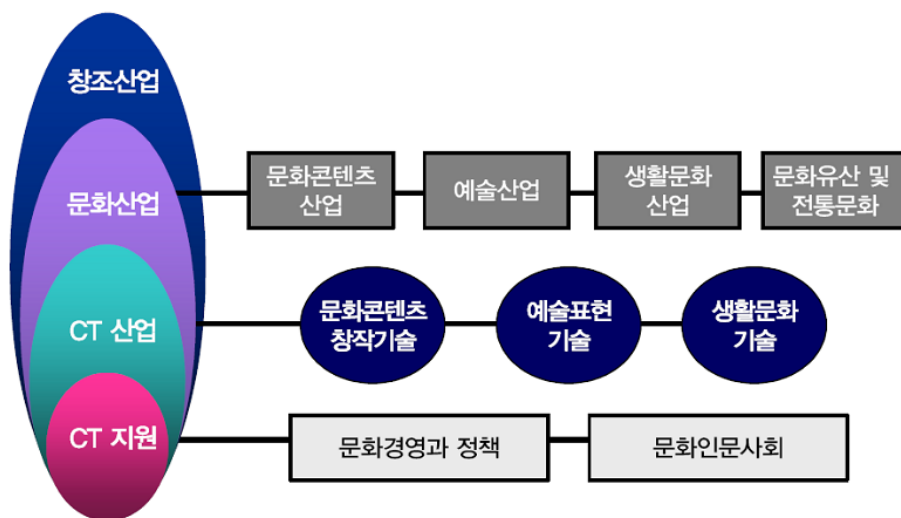 창조산업
문화산업
문화콘텐츠
산업
예술산업
생활문화
산업
문화유산 및
전통문화
CT 산업
문화콘텐츠
창작기술
예술표현
기술
생활문화
기술
CT 지원
문화경영과 정책
문화인문사회